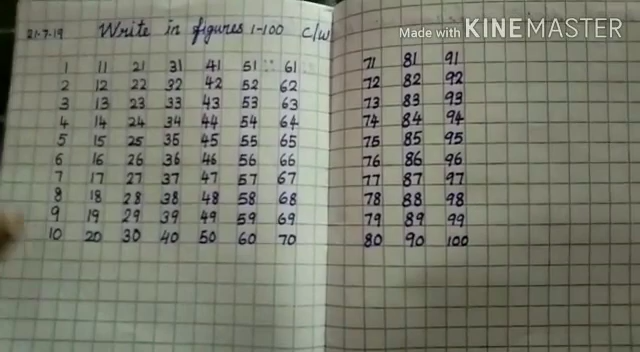 21-7-19 Write in figures 1-100 c/w
Made with KINEMASTER
1 11 21 31 41 51 61 71 81 91
2 12 22 32 42 52 62 72 82 92
3 13 23 33 43 53 63 73 83 93
4 14 24 34 44 54 64 74 84 94
5 15 25 35 45 55 65 75 85 95
6 16 26 36 46 56 66 76 86 96
7 17 27 37 47 57 67 77 87 97
8 18 28 38 48 58 68 78 88 98
9 19 29 39 49 59 69 79 89 99
10 20 30 40 50 60 70 80 90 100